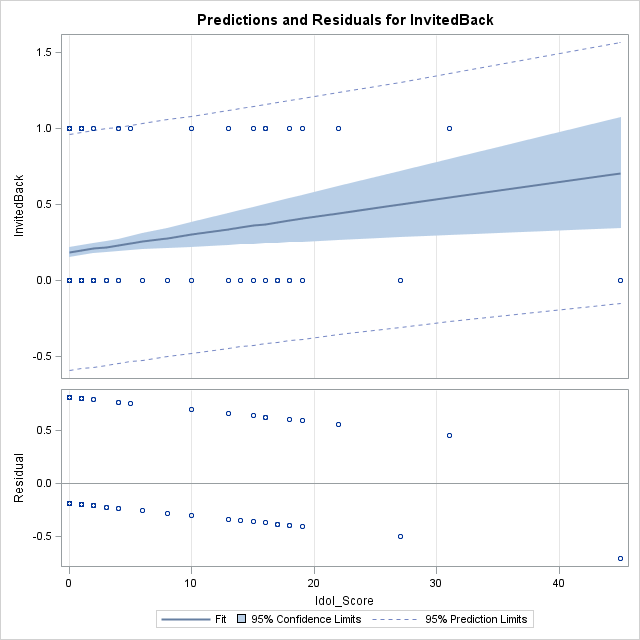 Predictions and Residuals for InvitedBack
1.5
1.0
0.5
0.0
-0.5
InvitedBack
0.5
0.0
-0.5
Residual
0 10 20 30 40
Idol_Score
Fit 95% Confidence Limits 95% Prediction Limits